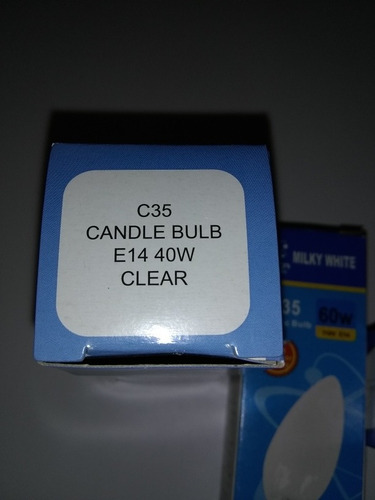 C35
CANDLE BULB
E14 40W
CLEAR
MILKY WHITE
35
60W